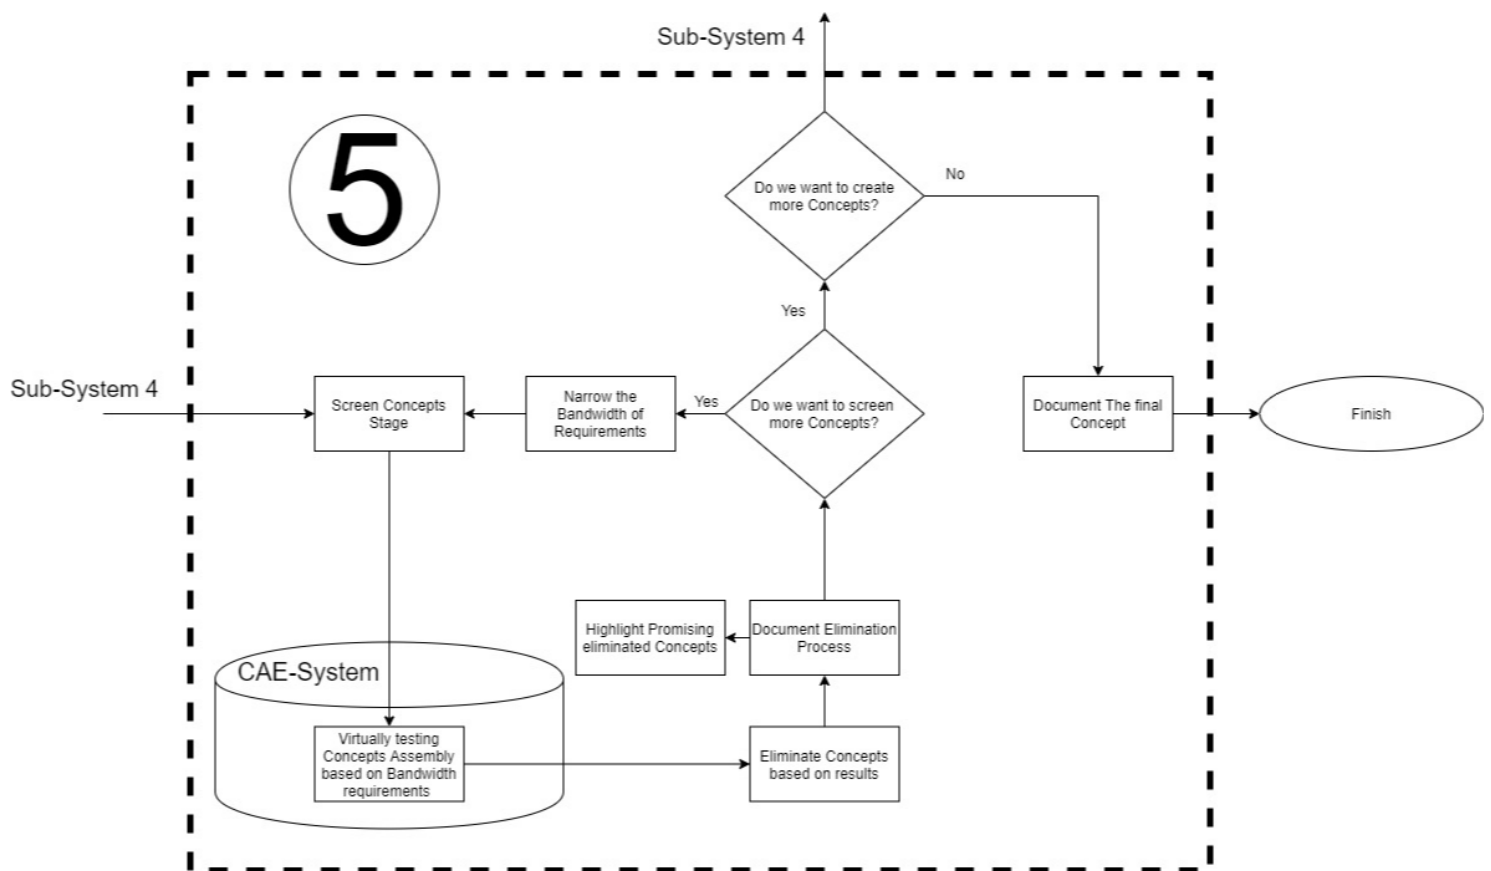 Sub-System 4
5
Do we want to create
more Concepts?
No
Yes
Sub-System 4
Screen Concepts
Stage
Narrow the
Bandwidth of
Requirements
Yes
Do we want to screen
more Concepts?
Document The final
Concept
Finish
Highlight Promising
eliminated Concepts
Document Elimination
Process
CAE-System
Virtually testing
Concepts Assembly
based on Bandwidth
requirements
Eliminate Concepts
based on results